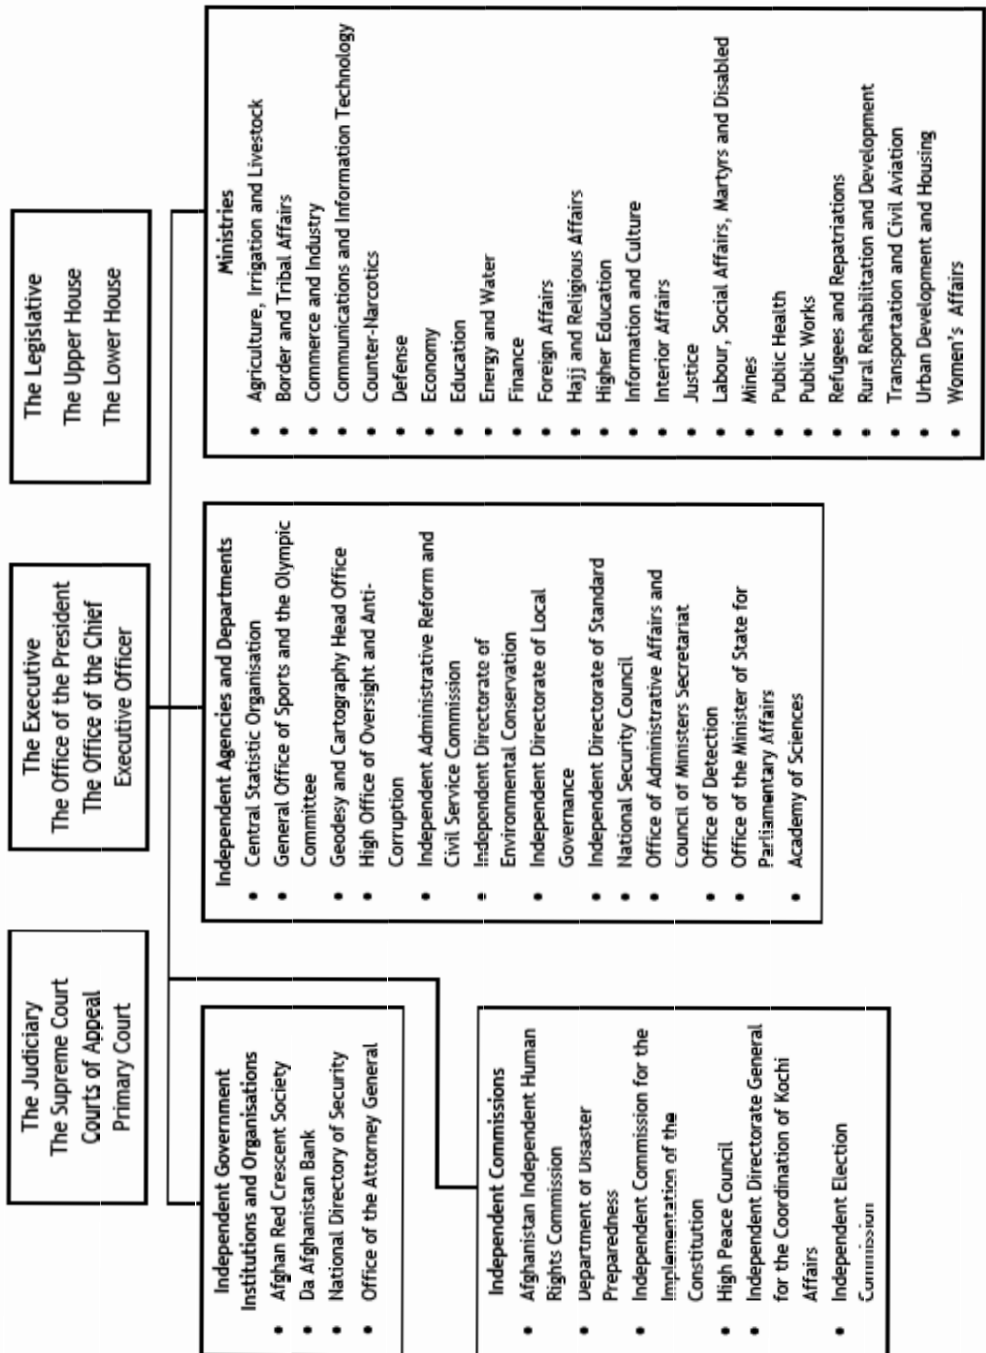 The Judiciary
The Supreme Court
Courts of Appeal
Primary Court
The Executive
The Office of the President
The Office of the Chief
Executive Officer
The Legislative
The Upper House
The Lower House
Independent Government
Institutions and Organisations
• Afghan Red Crescent Society
• Da Afghanistan Bank
• National Directory of Security
• Office of the Attorney General
Independent Commissions
• Afghanistan Independent Human
Rights Commission
• Department of Disaster
Preparedness
• Independent Commission for the
Implementation of the
Constitution
• High Peace Council
• Independent Directorate General
for the Coordination of Kochi
Affairs
• Independent Election
Commission
Independent Agencies and Departments
• Central Statistic Organisation
• General Office of Sports and the Olympic
Committee
• Geodesy and Cartography Head Office
• High Office of Oversight and Anti-
Corruption
• Independent Administrative Reform and
Civil Service Commission
• Independent Directorate of
Environmental Conservation
• Independent Directorate of Local
Governance
• Independent Directorate of Standard
• National Security Council
• Office of Administrative Affairs and
Council of Ministers Secretariat
• Office of Detection
• Office of the Minister of State for
Parliamentary Affairs
• Academy of Sciences
Ministries
• Agriculture, Irrigation and Livestock
• Border and Tribal Affairs
• Commerce and Industry
• Communications and Information Technology
• Counter-Narcotics
• Defense
• Economy
• Education
• Energy and Water
• Finance
• Foreign Affairs
• Hajj and Religious Affairs
• Higher Education
• Information and Culture
• Interior Affairs
• Justice
• Labour, Social Affairs, Martyrs and Disabled
• Mines
• Public Health
• Public Works
• Refugees and Repatriations
• Rural Rehabilitation and Development
• Transportation and Civil Aviation
• Urban Development and Housing
• Women's Affairs